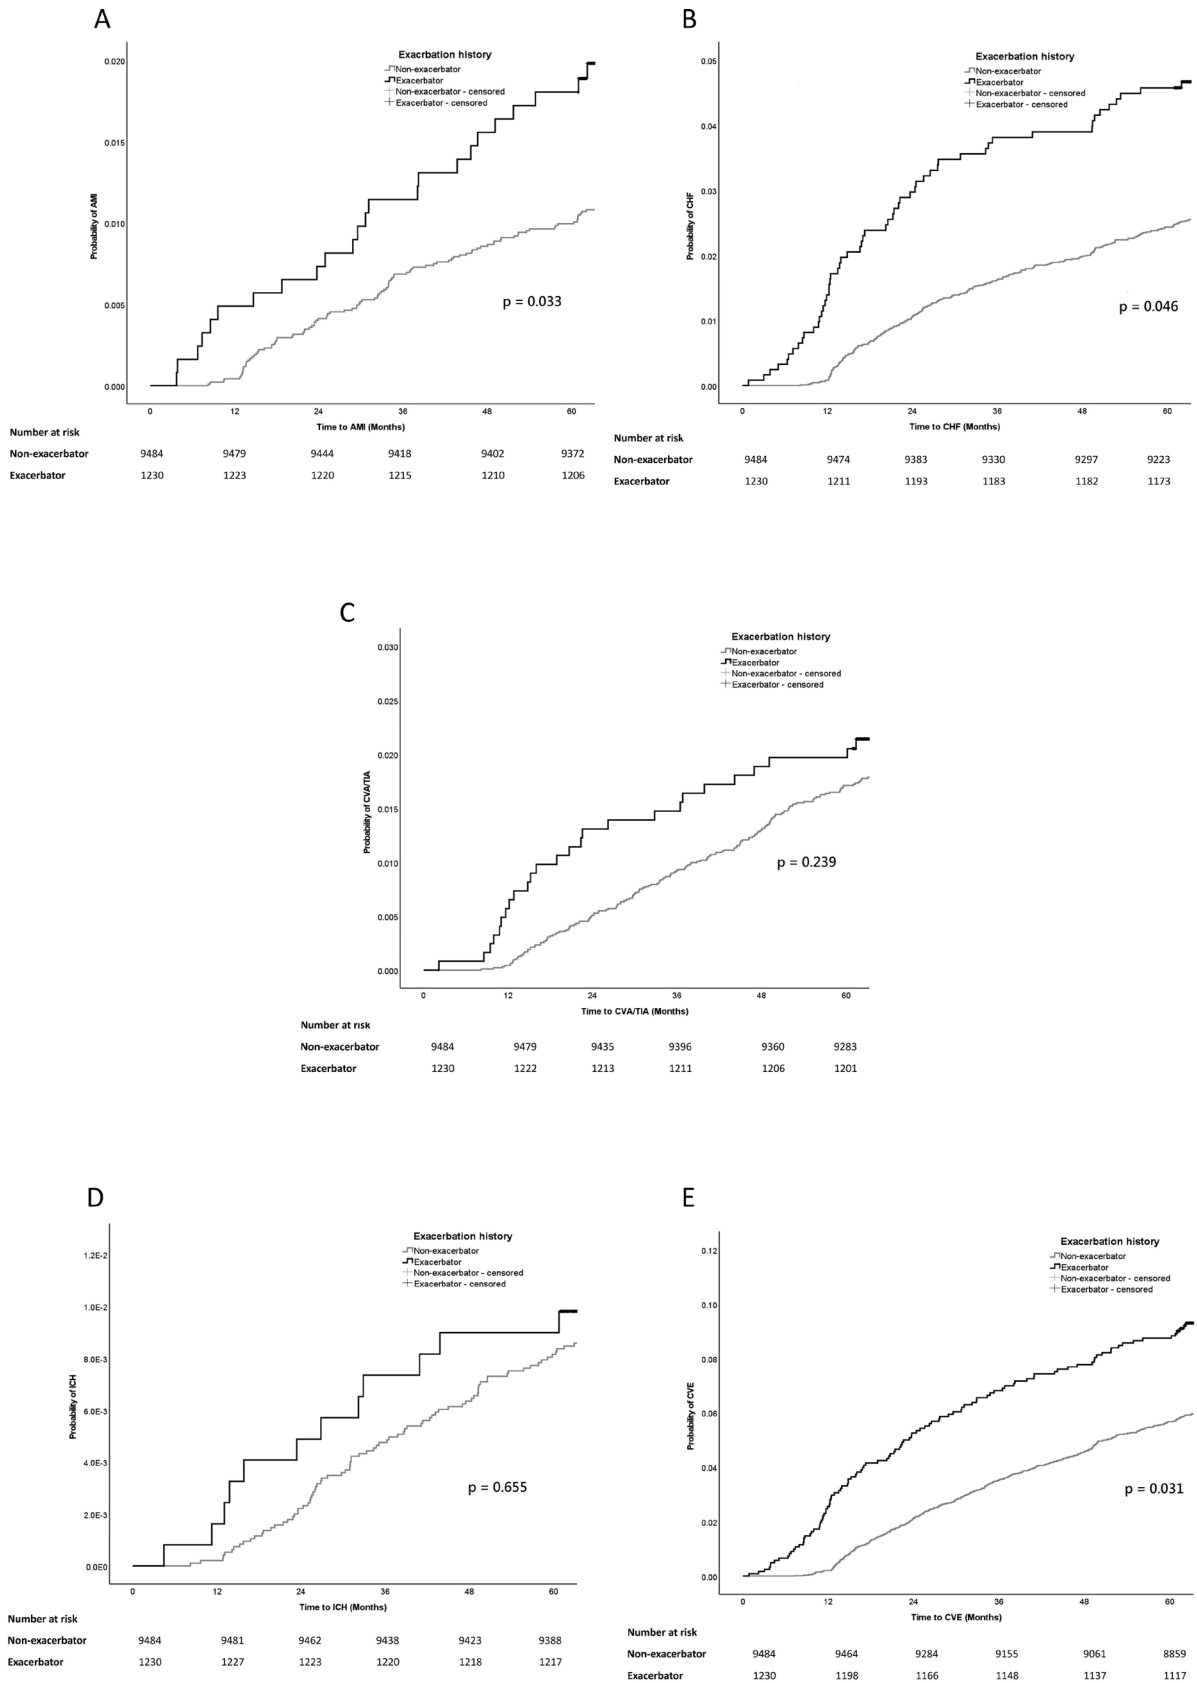 A
Exacrbation history
Non-exacerbator
Exacerbator
Non-exacerbator - censored
Exacerbator - censored
0.020
0.015
0.010
0.005
0.000
Probability of AMI
p = 0.033
0 12 24 36 48 60
Time to AMI (Months)
Number at risk
Non-exacerbator 9484 9479 9444 9418 9402 9372
Exacerbator 1230 1223 1220 1215 1210 1206
B
Exacerbation history
Non-exacerbator
Exacerbator
Non-exacerbator - censored
Exacerbator - censored
0.05
0.04
0.03
0.02
0.01
0.00
Probability of CHF
p = 0.046
0 12 24 36 48 60
Time to CHF (Months)
Number at risk
Non-exacerbator 9484 9474 9383 9330 9297 9223
Exacerbator 1230 1211 1193 1183 1182 1173
C
Exacerbation history
Non-exacerbator
Exacerbator
Non-exacerbator - censored
Exacerbator - censored
0.030
0.025
0.020
0.015
0.010
0.005
0.000
Probability of CVA/TIA
p = 0.239
0 12 24 36 48 60
Time to CVA/TIA (Months)
Number at risk
Non-exacerbator 9484 9479 9435 9396 9360 9283
Exacerbator 1230 1222 1213 1211 1206 1201
D
Exacerbation history
Non-exacerbator
Exacerbator
Non-exacerbator - censored
Exacerbator - censored
1.2E-2
1.0E-2
8.0E-3
6.0E-3
4.0E-3
2.0E-3
0.0E0
Probability of ICH
p = 0.655
0 12 24 36 48 60
Time to ICH (Months)
Number at risk
Non-exacerbator 9484 9481 9462 9438 9423 9388
Exacerbator 1230 1227 1223 1220 1218 1217
E
Exacerbation history
Non-exacerbator
Exacerbator
Non-exacerbator - censored
Exacerbator - censored
0.12
0.10
0.08
0.06
0.04
0.02
0.00
Probability of CVE
p = 0.031
0 12 24 36 48 60
Time to CVE (Months)
Number at risk
Non-exacerbator 9484 9464 9284 9155 9061 8859
Exacerbator 1230 1198 1166 1148 1137 1117